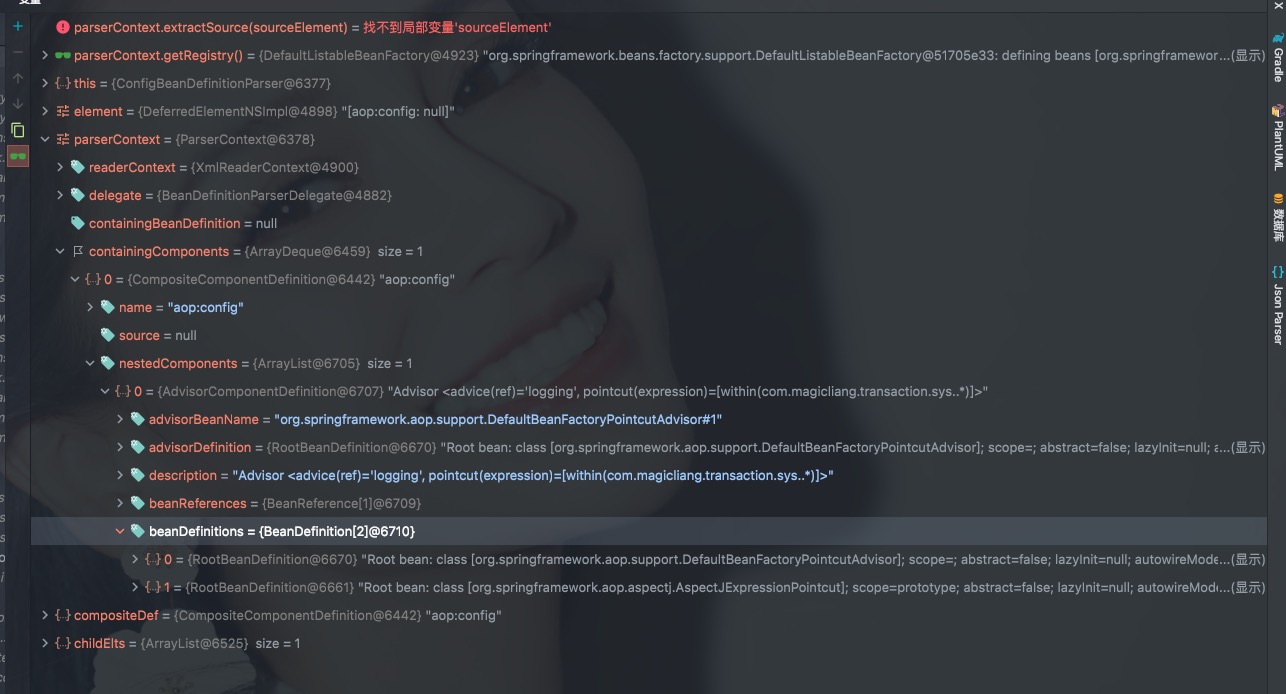 parserContext.extractSource(sourceElement) = 找不到局部变量'sourceElement'
parserContext.getRegistry() = {DefaultListableBeanFactory@4923} "org.springframework.beans.factory.support.DefaultListableBeanFactory@51705e33: defining beans [org.springframewor...(显示)
{..} this = {ConfigBeanDefinitionParser@6377}
element = {DeferredElementNSImpl@4898} "[aop:config: null]"
parserContext = {ParserContext@6378}
readerContext = {XmlReaderContext@4900}
delegate = {BeanDefinitionParserDelegate@4882}
containingBeanDefinition = null
containingComponents = {ArrayDeque@6459} size = 1
{..} 0 = {CompositeComponentDefinition@6442} "aop:config"
name = "aop:config"
source = null
nestedComponents = {ArrayList@6705} size = 1
{..} 0 = {AdvisorComponentDefinition@6707} "Advisor <advice(ref)='logging', pointcut(expression)=[within(com.magicliang.transaction.sys..*)]>"
advisorBeanName = "org.springframework.aop.support.DefaultBeanFactoryPointcutAdvisor#1"
advisorDefinition = {RootBeanDefinition@6670} "Root bean: class [org.springframework.aop.support.DefaultBeanFactoryPointcutAdvisor]; scope=; abstract=false; lazyInit=null; a...(显示)
description = "Advisor <advice(ref)='logging', pointcut(expression)=[within(com.magicliang.transaction.sys..*)]>"
beanReferences = {BeanReference[1]@6709}
beanDefinitions = {BeanDefinition[2]@6710}
{..} 0 = {RootBeanDefinition@6670} "Root bean: class [org.springframework.aop.support.DefaultBeanFactoryPointcutAdvisor]; scope=; abstract=false; lazyInit=null; autowireMode...(显示)
{..} 1 = {RootBeanDefinition@6661} "Root bean: class [org.springframework.aop.aspectj.AspectJExpressionPointcut]; scope=prototype; abstract=false; lazyInit=null; autowireMod...(显示)
{..} compositeDef = {CompositeComponentDefinition@6442} "aop:config"
{..} childElts = {ArrayList@6525} size = 1
Gradle
PlantUML
数据库
Json Parser